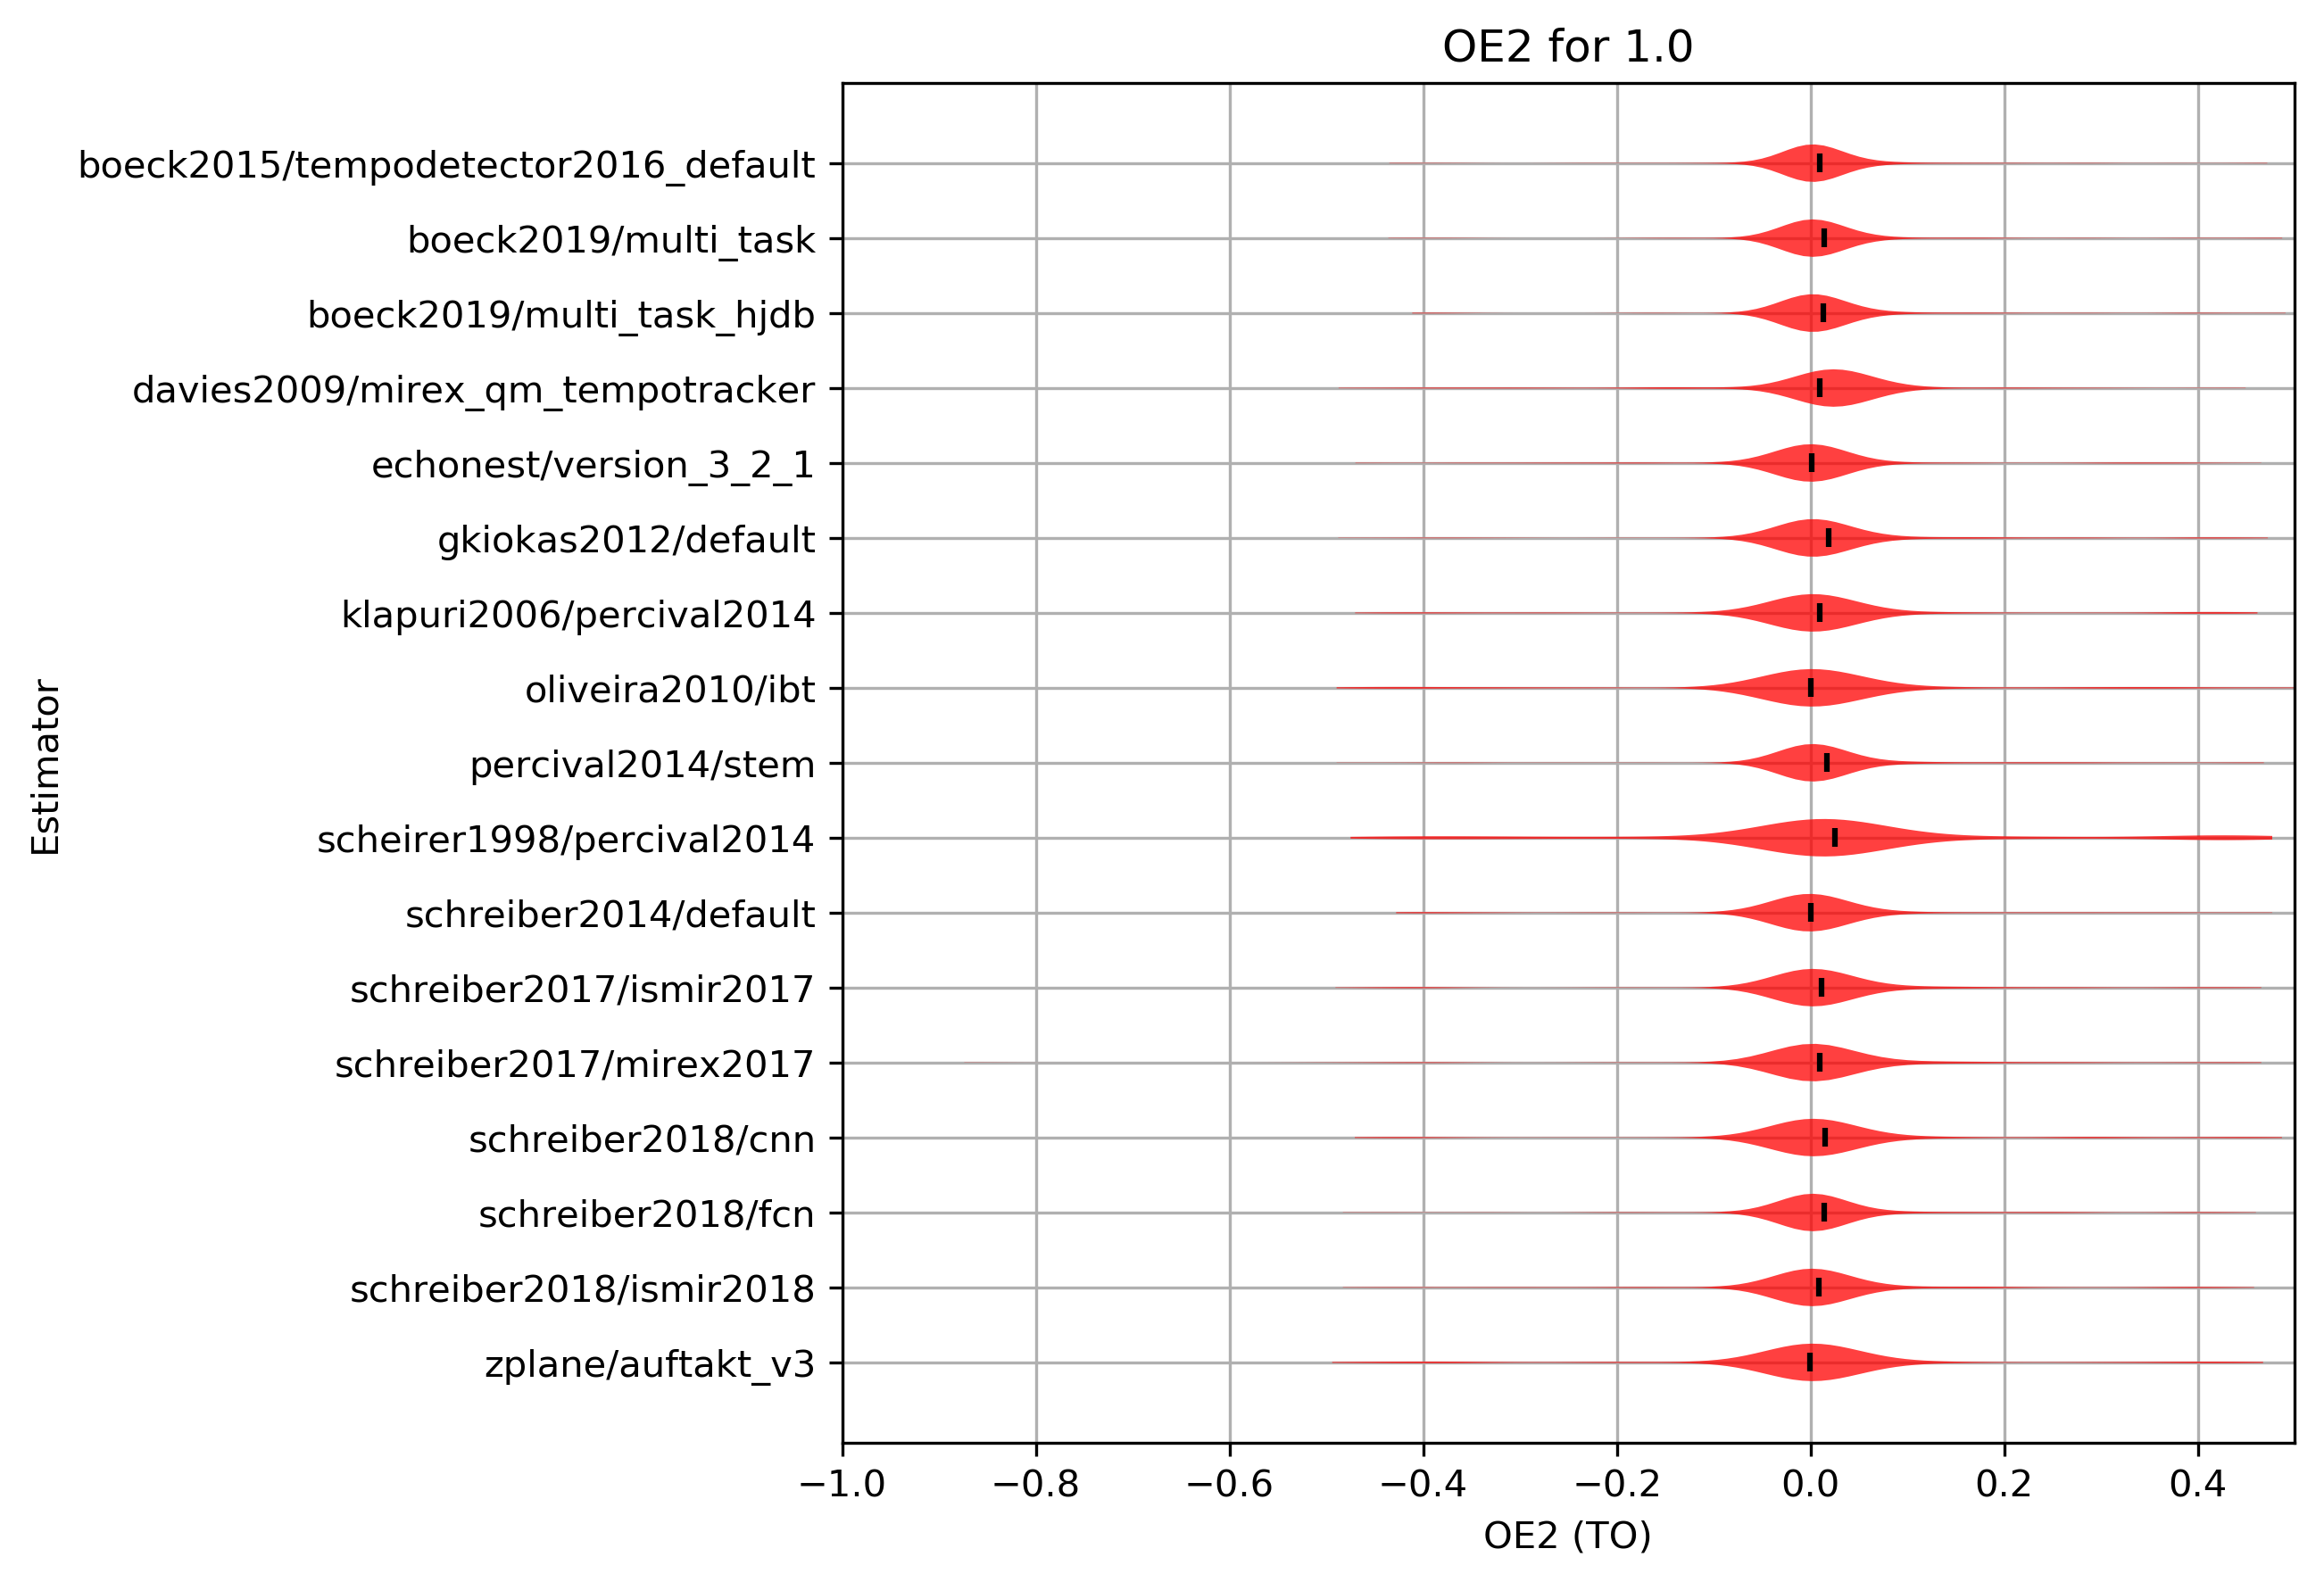 OE2 for 1.0
boeck2015/tempodetector2016_default
boeck2019/multi_task
boeck2019/multi_task_hjdb
davies2009/mirex_qm_tempotracker
echonest/version_3_2_1
gkiokas2012/default
klapuri2006/percival2014
oliveira2010/ibt
percival2014/stem
scheirer1998/percival2014
schreiber2014/default
schreiber2017/ismir2017
schreiber2017/mirex2017
schreiber2018/cnn
schreiber2018/fcn
schreiber2018/ismir2018
zplane/auftakt_v3
Estimator
−1.0 −0.8 −0.6 −0.4 −0.2 0.0 0.2 0.4
OE2 (TO)